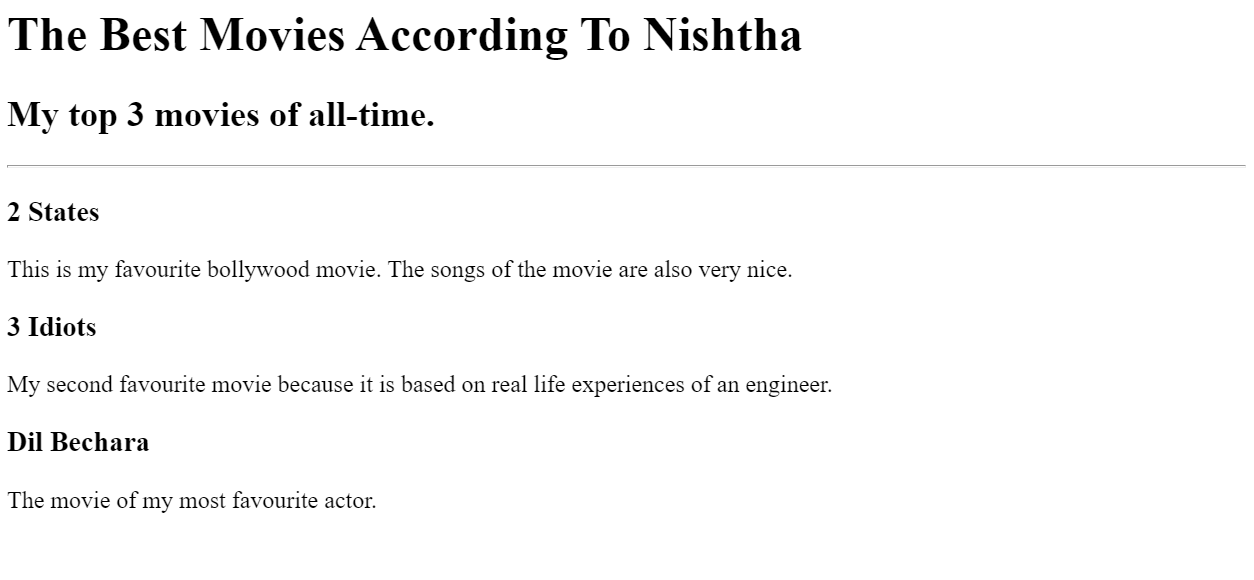 The Best Movies According To Nishtha
My top 3 movies of all-time.
2 States
This is my favourite bollywood movie. The songs of the movie are also very nice.
3 Idiots
My second favourite movie because it is based on real life experiences of an engineer.
Dil Bechara
The movie of my most favourite actor.